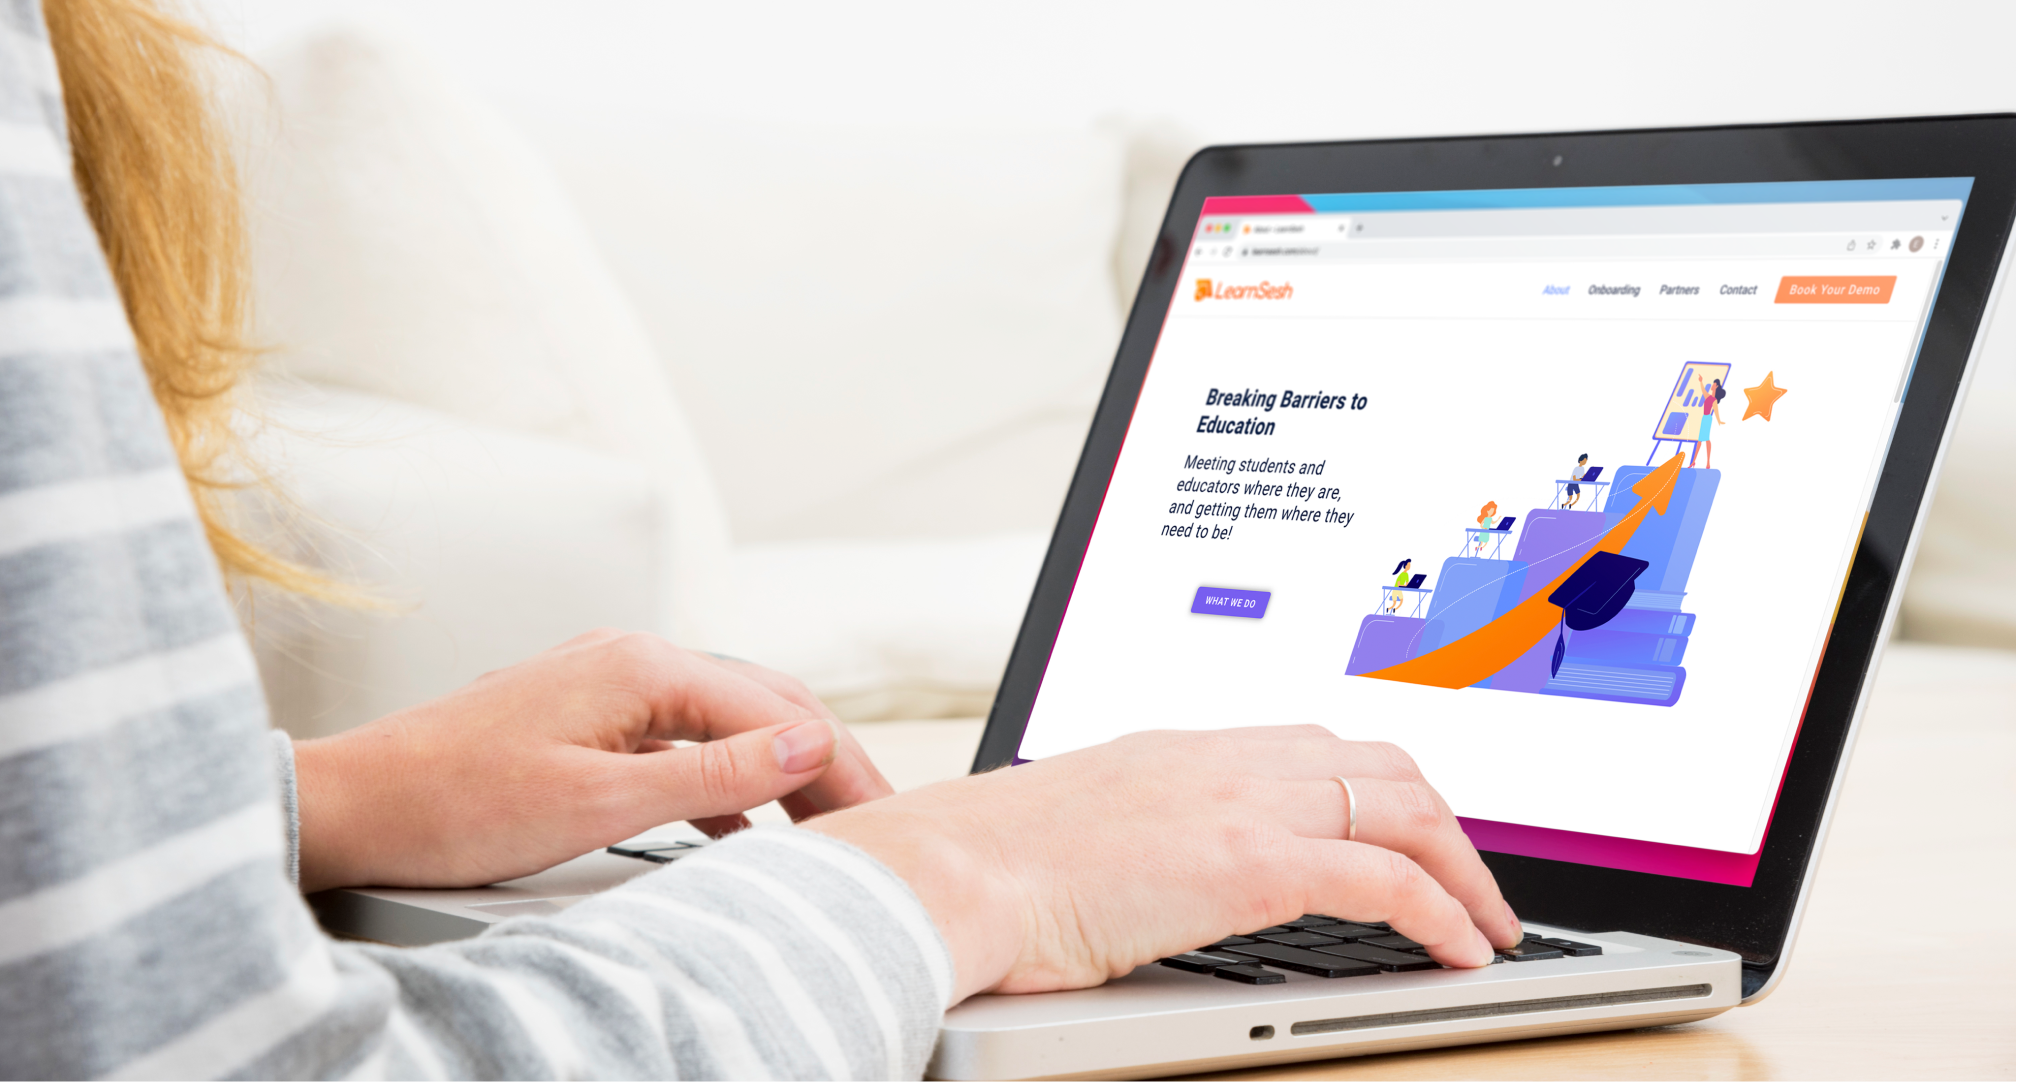 LearnSesh
About Onboarding Partners Contact Book Your Demo
Breaking Barriers to
Education
Meeting students and
educators where they are,
and getting them where they
need to be!
WHAT WE DO